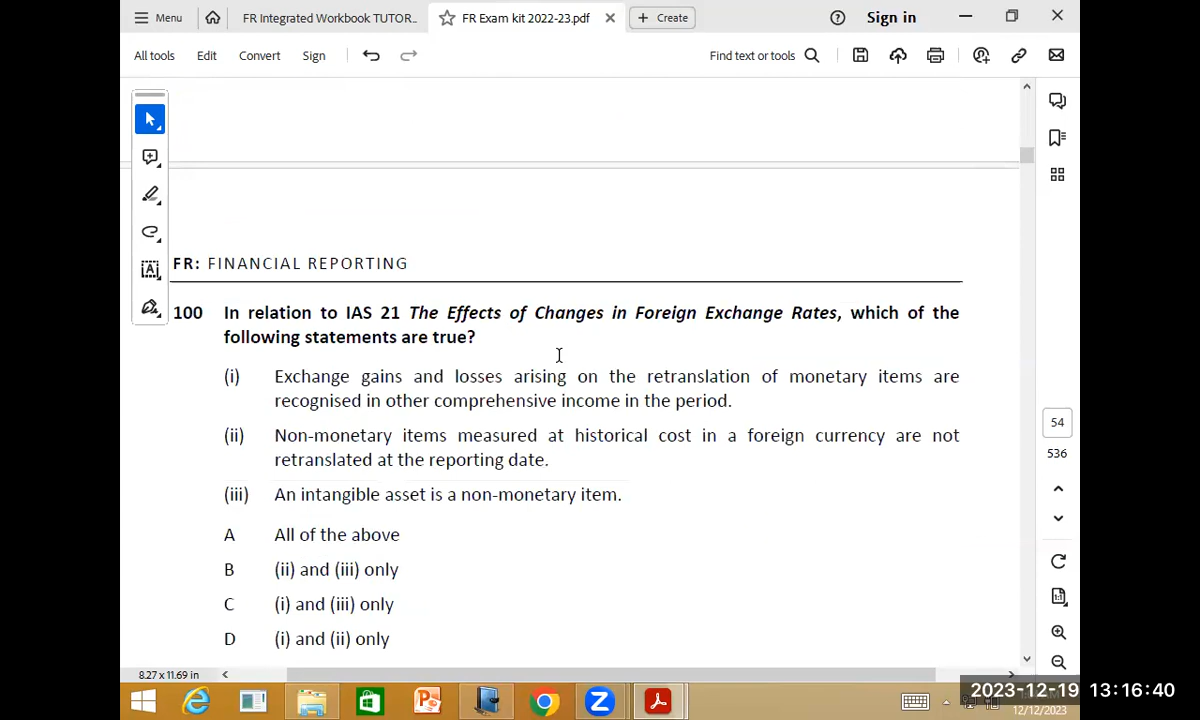 Menu
FR Integrated Workbook TUTOR..
FR Exam kit 2022-23.pdf
Create
Sign in
All tools
Edit
Convert
Sign
Find text or tools
FR: FINANCIAL REPORTING
100 In relation to IAS 21 The Effects of Changes in Foreign Exchange Rates, which of the
following statements are true?
(i) Exchange gains and losses arising on the retranslation of monetary items are
recognised in other comprehensive income in the period.
(ii) Non-monetary items measured at historical cost in a foreign currency are not
retranslated at the reporting date.
(iii) An intangible asset is a non-monetary item.
A All of the above
B (ii) and (iii) only
C (i) and (iii) only
D (i) and (ii) only
54
536
8.27 x 11.69 in
2023-12-19 13:16:40
12/12/2023